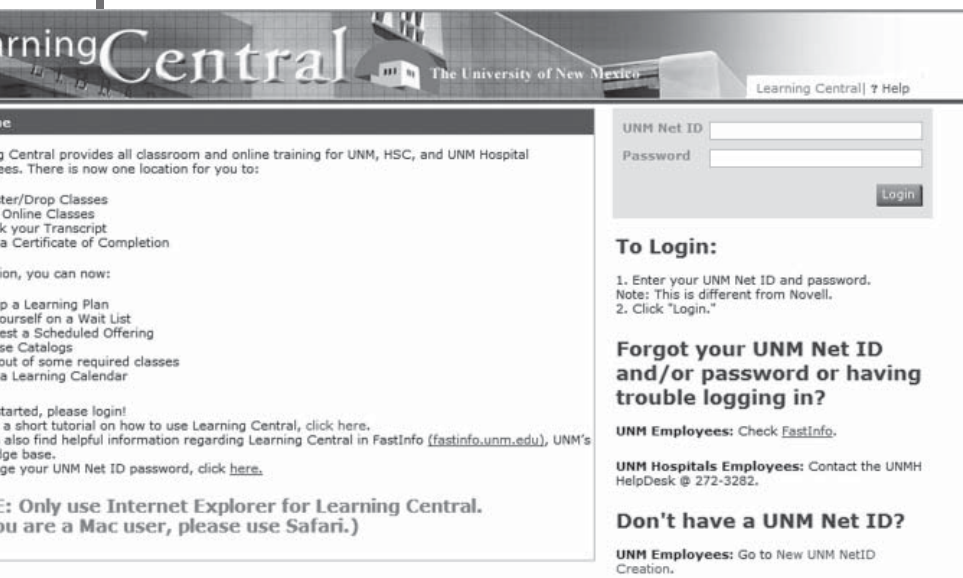 arning Central
The University of New Mexico
Learning Central| ? Help
e
g Central provides all classroom and online training for UNM, HSC, and UNM Hospital
ees. There is now one location for you to:
ter/Drop Classes
Online Classes
k your Transcript
a Certificate of Completion
ion, you can now:
p a Learning Plan
ourself on a Wait List
est a Scheduled Offering
se Catalogs
out of some required classes
a Learning Calendar
started, please login!
a short tutorial on how to use Learning Central, click here.
also find helpful information regarding Learning Central in FastInfo (fastinfo.unm.edu), UNM's
dge base.
ge your UNM Net ID password, click here.
E: Only use Internet Explorer for Learning Central.
ou are a Mac user, please use Safari.)
UNM Net ID
Password
Login
To Login:
1. Enter your UNM Net ID and password.
Note: This is different from Novell.
2. Click "Login."
Forgot your UNM Net ID
and/or password or having
trouble logging in?
UNM Employees: Check FastInfo.
UNM Hospitals Employees: Contact the UNMH
HelpDesk @ 272-3282.
Don't have a UNM Net ID?
UNM Employees: Go to New UNM NetID
Creation.